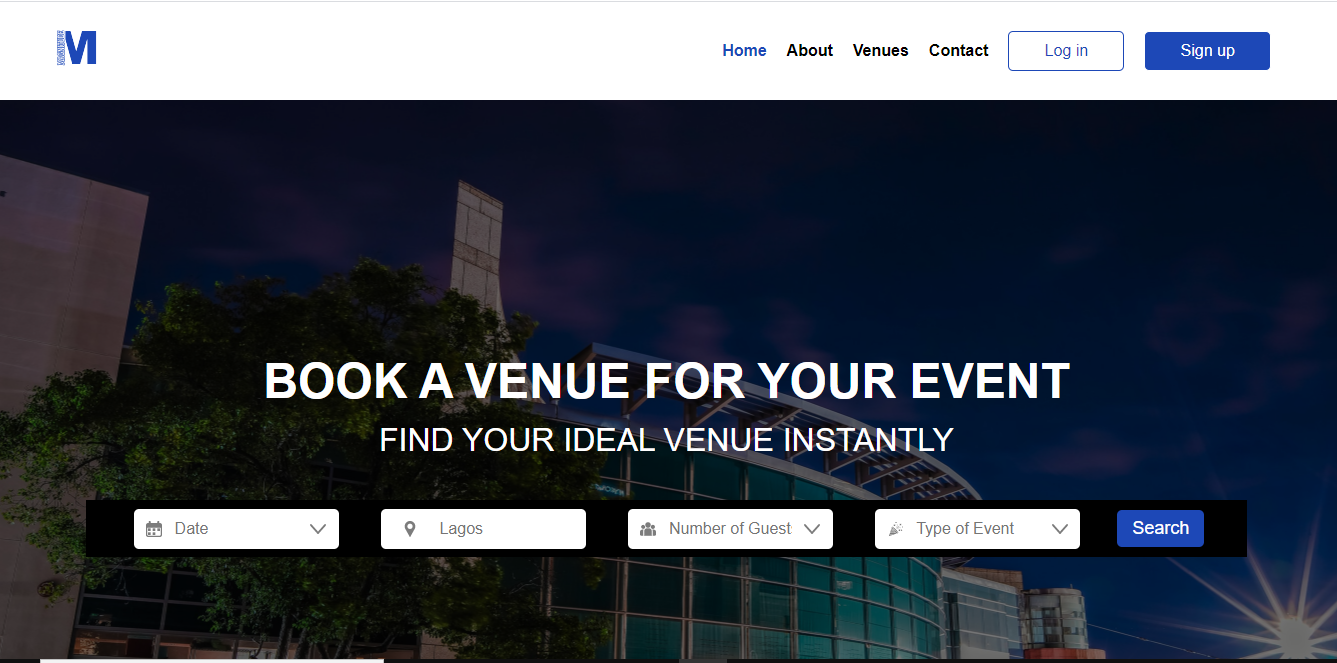 M
Home About Venues Contact Log in Sign up
BOOK A VENUE FOR YOUR EVENT
FIND YOUR IDEAL VENUE INSTANTLY
Date Lagos Number of Guest Type of Event Search